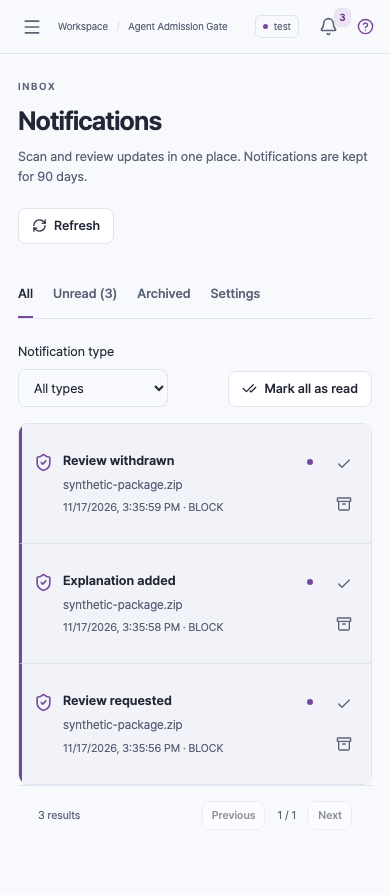 Workspace / Agent Admission Gate test 3
INBOX
Notifications
Scan and review updates in one place. Notifications are kept
for 90 days.
Refresh
All Unread (3) Archived Settings
Notification type
All types Mark all as read
Review withdrawn
synthetic-package.zip
11/17/2026, 3:35:59 PM · BLOCK
Explanation added
synthetic-package.zip
11/17/2026, 3:35:58 PM · BLOCK
Review requested
synthetic-package.zip
11/17/2026, 3:35:56 PM · BLOCK
3 results Previous 1 / 1 Next